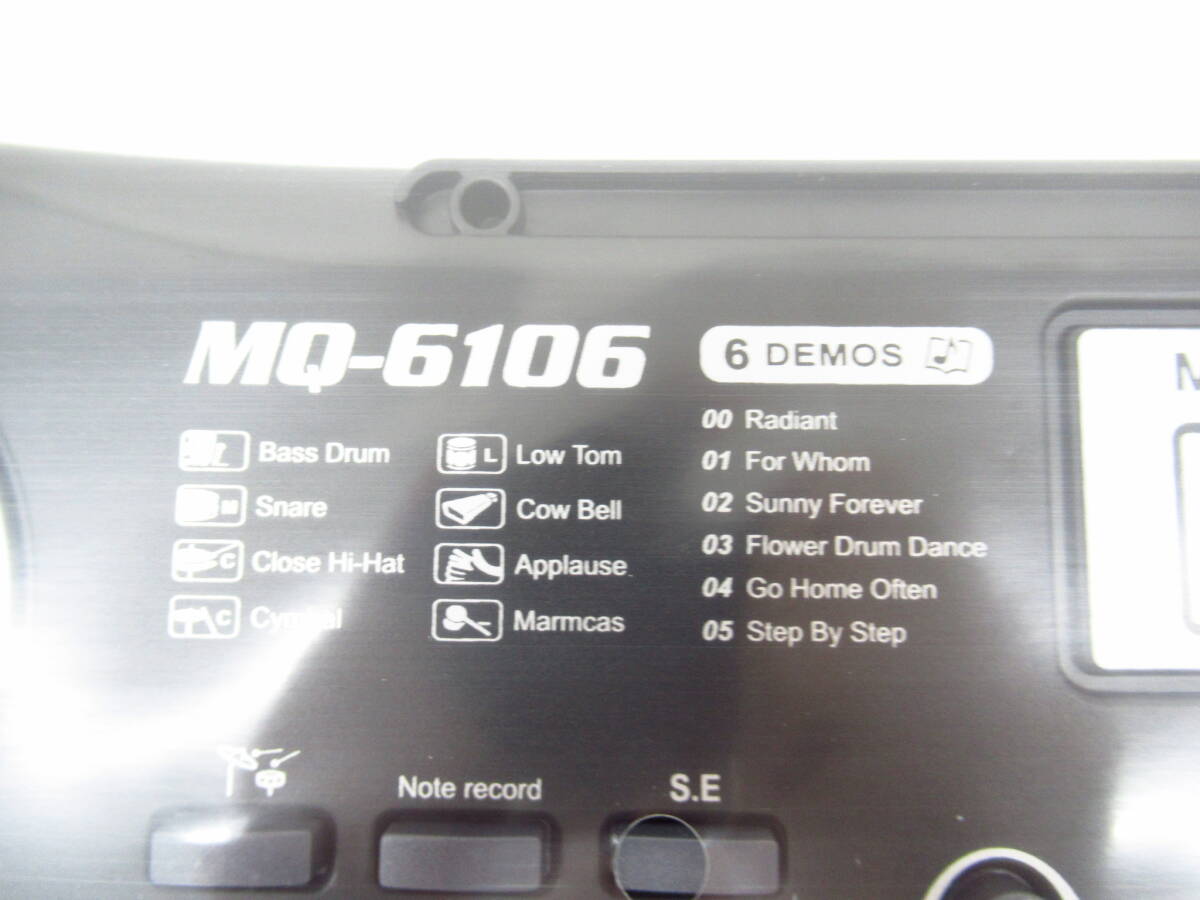 MQ-6106
6 DEMOS
Bass Drum
Snare
Close Hi-Hat
C
Cymbal
C
L
Low Tom
Cow Bell
Applause
Marmcas
00 Radiant
01 For Whom
02 Sunny Forever
03 Flower Drum Dance
04 Go Home Often
05 Step By Step
M
Note record
S.E